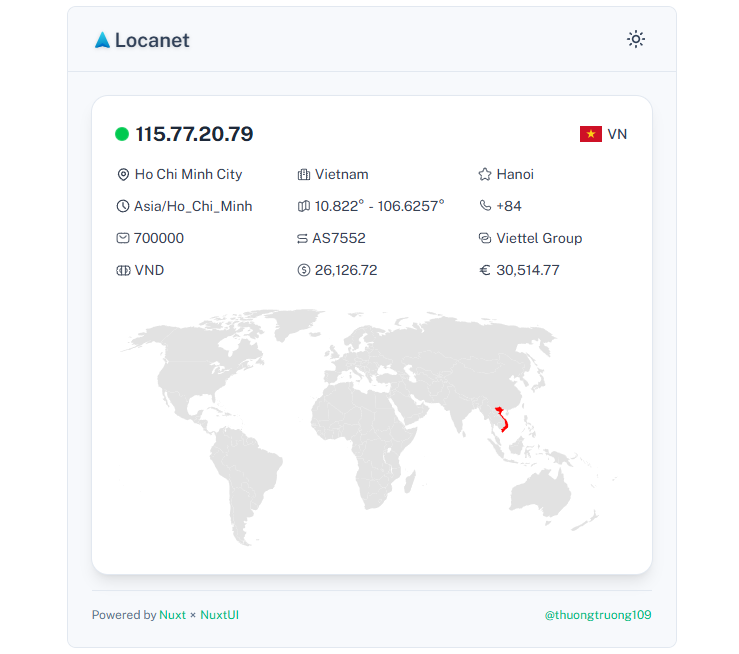 Locanet
115.77.20.79 VN
Ho Chi Minh City Vietnam Hanoi
Asia/Ho_Chi_Minh 10.822° - 106.6257° +84
700000 AS7552 Viettel Group
VND $ 26,126.72 € 30,514.77
Powered by Nuxt × NuxtUI @thuongtruong109